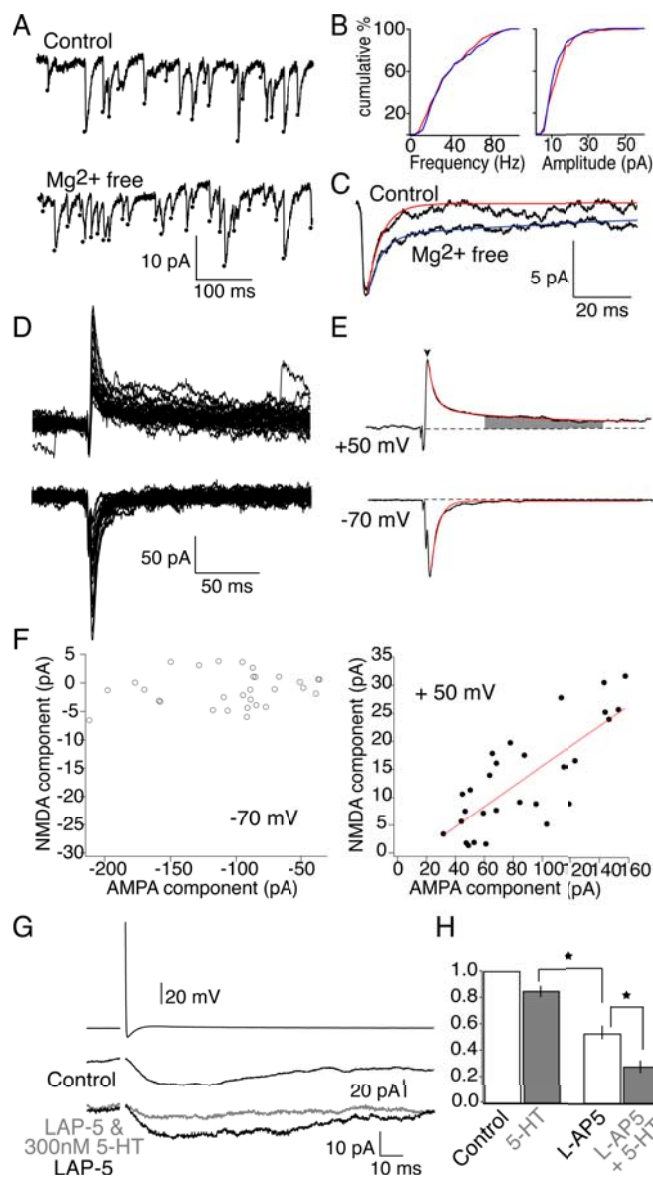 A
Control
Mg2+ free
10 pA
100 ms
B
cumulative %
100
60
20
0 40 80
Frequency (Hz)
10 30 50
Amplitude (pA)
C
Control
Mg2+ free
5 pA
20 ms
D
50 pA
50 ms
E
+50 mV
-70 mV
F
NMDA component (pA)
5
0
-5
-10
-15
-20
-25
-30
-70 mV
-200 -150 -100 -50
AMPA component (pA)
NMDA component (pA)
35
30
25
20
15
10
5
0
+ 50 mV
0 20 40 60 80 100 120 140 160
AMPA component (pA)
G
20 mV
Control
20 pA
LAP-5 &
300nM 5-HT
LAP-5
10 pA
10 ms
H
1.0
0.8
0.6
0.4
0.2
0.0
Control
5-HT
L-AP5
L-AP5
+ 5-HT